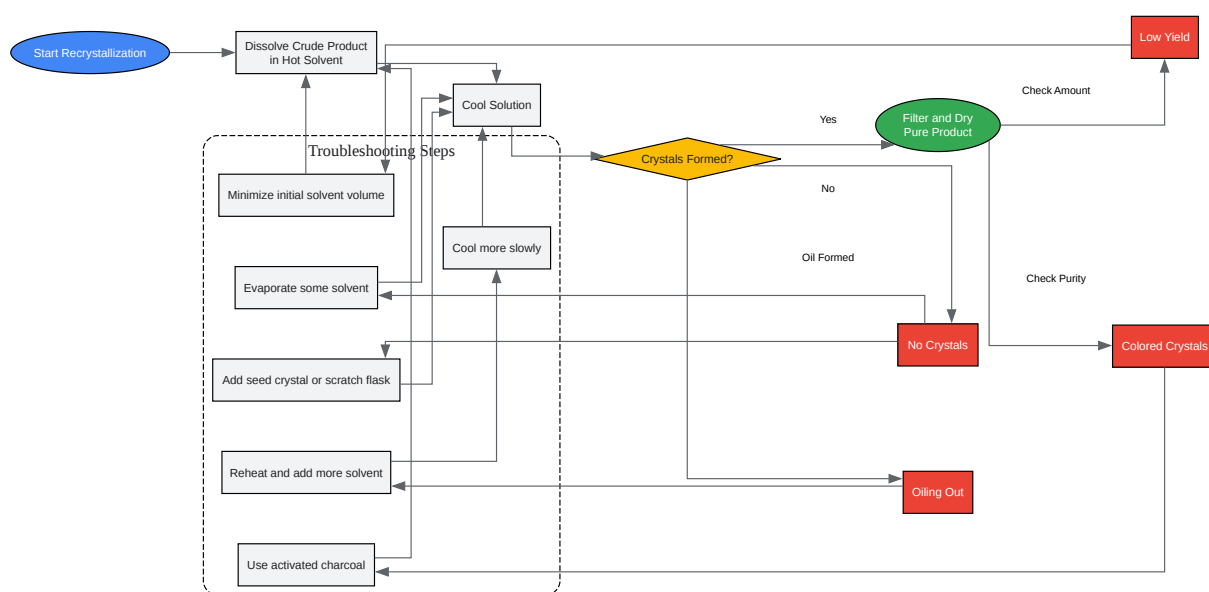 Start Recrystallization
Dissolve Crude Product
in Hot Solvent
Low Yield
Cool Solution
Check Amount
Yes
Filter and Dry
Pure Product
Troubleshooting Steps
Crystals Formed?
Minimize initial solvent volume
No
Cool more slowly
Oil Formed
Check Purity
Evaporate some solvent
No Crystals
Colored Crystals
Add seed crystal or scratch flask
Reheat and add more solvent
Oiling Out
Use activated charcoal